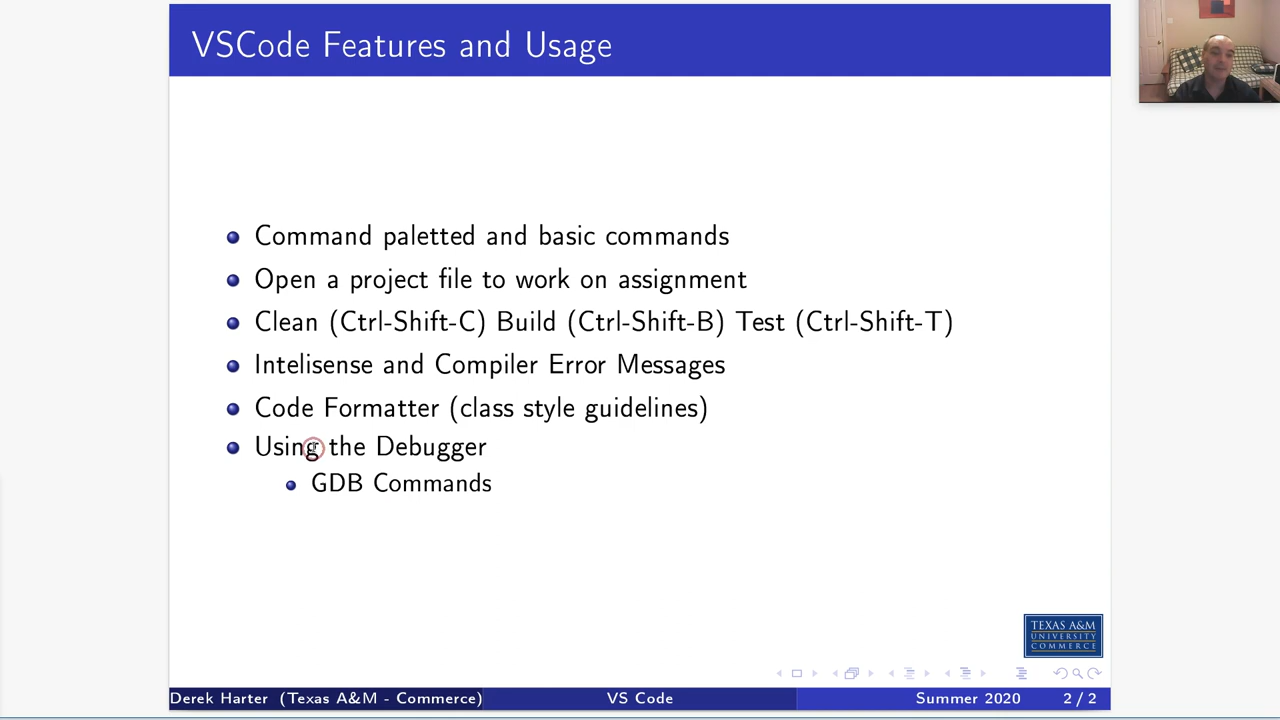 VSCode Features and Usage
Command paletted and basic commands
Open a project file to work on assignment
Clean (Ctrl-Shift-C) Build (Ctrl-Shift-B) Test (Ctrl-Shift-T)
Intelisense and Compiler Error Messages
Code Formatter (class style guidelines)
Using the Debugger
GDB Commands
TEXAS A&M
UNIVERSITY
COMMERCE
Derek Harter (Texas A&M - Commerce) VS Code Summer 2020 2 / 2